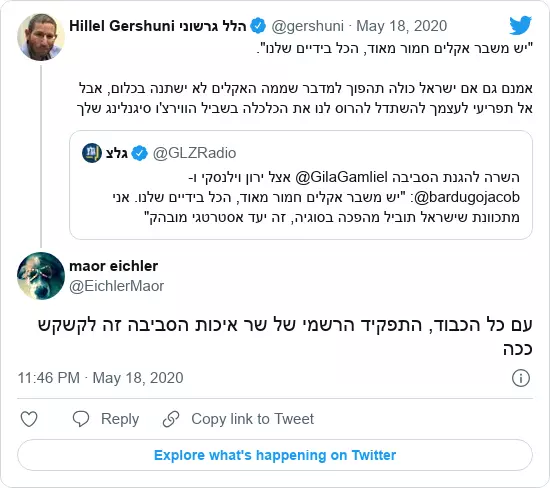 Hillel Gershuni הלל גרשוני @gershuni · May 18, 2020
"יש משבר אקלים חמור מאוד, הכל בידיים שלנו".
אמנם גם אם ישראל כולה תהפוך למדבר שממה האקלים לא ישתנה בכלום, אבל
אל תפריעי לעצמך להשתדל להרוס לנו את הכלכלה בשביל הווירצ'ו סיגנלינג שלך
גלצ @GLZRadio
השרה להגנת הסביבה @GilaGamliel אצל ירון וילנסקי ו-
@bardugojacob: "יש משבר אקלים חמור מאוד, הכל בידיים שלנו. אני
מתכוונת שישראל תוביל מהפכה בסוגיה, זה יעד אסטרטגי מובהק"
maor eichler
@EichlerMaor
עם כל הכבוד, התפקיד הרשמי של שר איכות הסביבה זה לקשקש
ככה
11:46 PM · May 18, 2020
Reply
Copy link to Tweet
Explore what's happening on Twitter